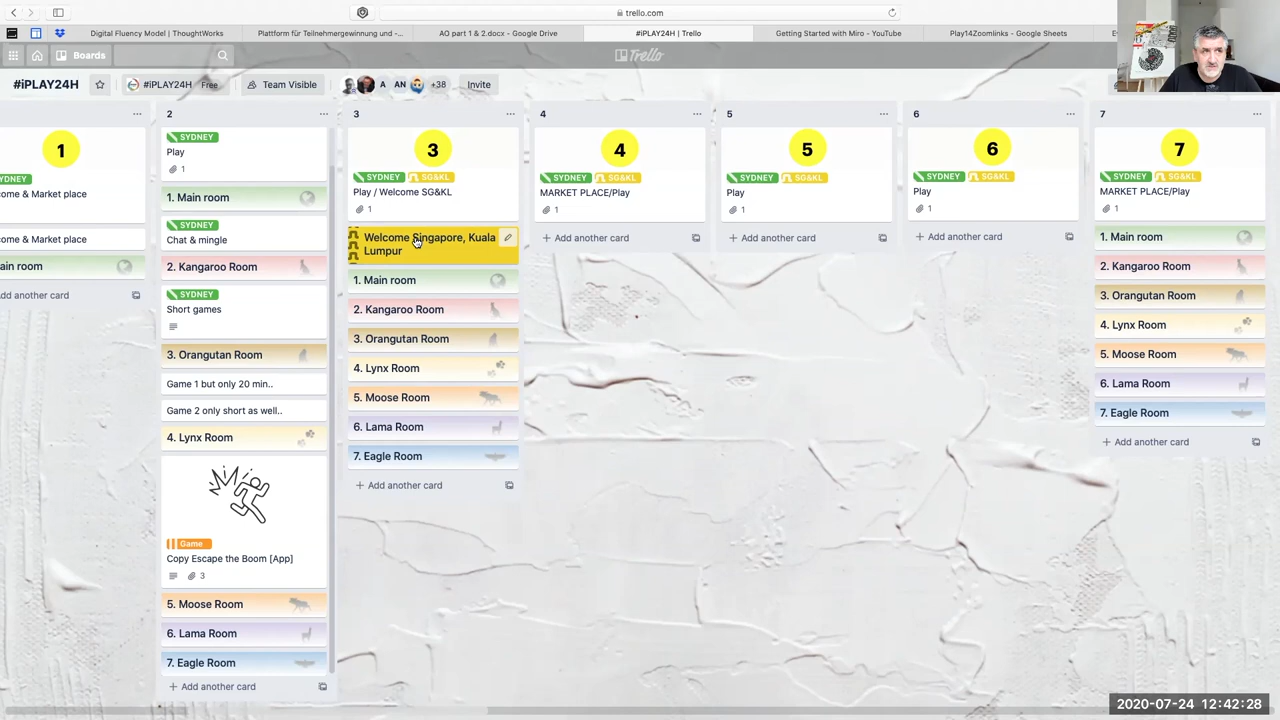 trello.com
Digital Fluency Model | ThoughtWorks
Plattform für Teilnehmergewinnung und -...
AO part 1 & 2.docx - Google Drive
#iPLAY24H | Trello
Getting Started with Miro - YouTube
Play14Zoomlinks - Google Sheets
Boards
Trello
#iPLAY24H
#iPLAY24H Free
Team Visible
A
AN
+38
Invite
1
SYDNEY
ome & Market place
ome & Market place
ain room
dd another card
2
SYDNEY
Play
1
1. Main room
SYDNEY
Chat & mingle
2. Kangaroo Room
SYDNEY
Short games
3. Orangutan Room
Game 1 but only 20 min..
Game 2 only short as well..
4. Lynx Room
Game
Copy Escape the Boom [App]
3
5. Moose Room
6. Lama Room
7. Eagle Room
+ Add another card
3
3
SYDNEY SG&KL
Play / Welcome SG&KL
1
Welcome Singapore, Kuala
Lumpur
1. Main room
2. Kangaroo Room
3. Orangutan Room
4. Lynx Room
5. Moose Room
6. Lama Room
7. Eagle Room
+ Add another card
4
4
SYDNEY SG&KL
MARKET PLACE/Play
1
+ Add another card
5
5
SYDNEY SG&KL
Play
1
+ Add another card
6
6
SYDNEY SG&KL
Play
1
+ Add another card
7
7
SYDNEY SG&KL
MARKET PLACE/Play
1
1. Main room
2. Kangaroo Room
3. Orangutan Room
4. Lynx Room
5. Moose Room
6. Lama Room
7. Eagle Room
+ Add another card
2020-07-24 12:42:28